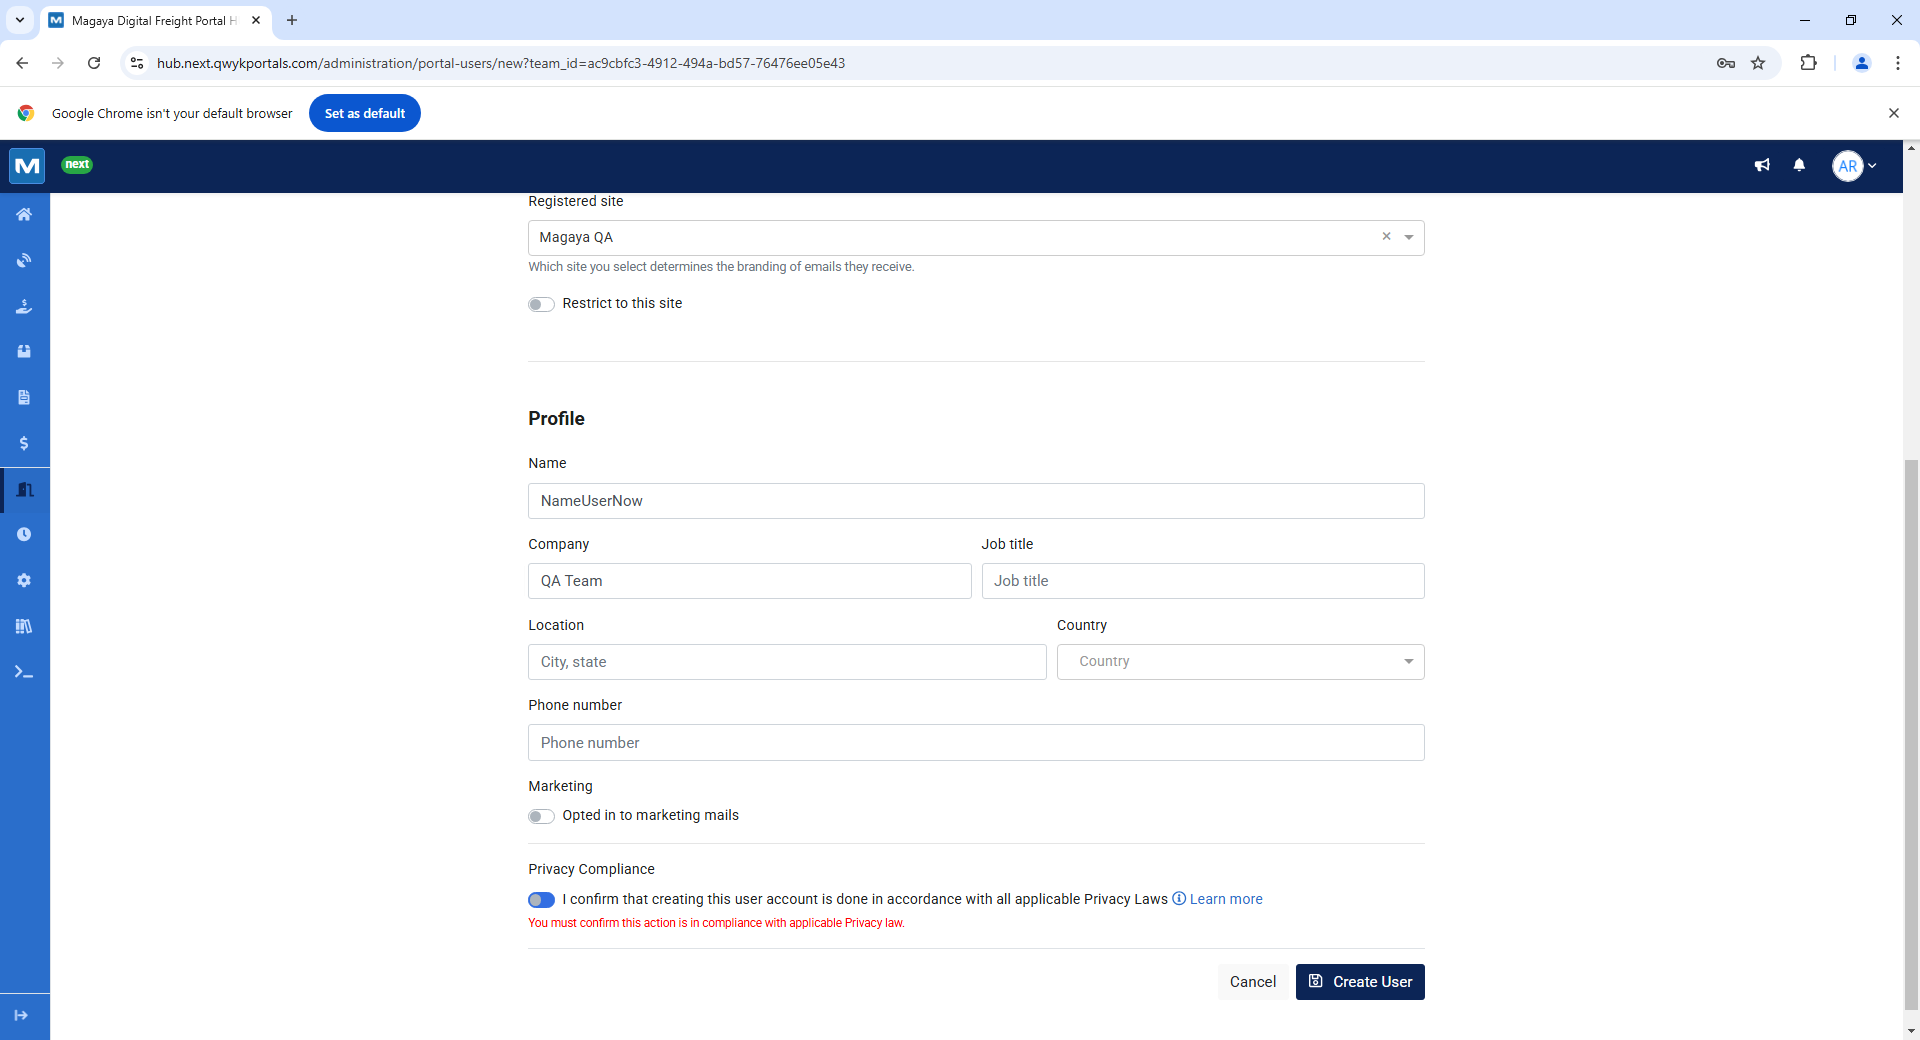 Magaya Digital Freight Portal H
hub.next.qwykportals.com/administration/portal-users/new?team_id=ac9cbfc3-4912-494a-bd57-76476ee05e43
Google Chrome isn't your default browser
Set as default
M
next
AR
Registered site
Magaya QA
Which site you select determines the branding of emails they receive.
Restrict to this site
Profile
Name
NameUserNow
Company
Job title
QA Team
Job title
Location
Country
City, state
Country
Phone number
Phone number
Marketing
Opted in to marketing mails
Privacy Compliance
I confirm that creating this user account is done in accordance with all applicable Privacy Laws Learn more
You must confirm this action is in compliance with applicable Privacy law.
Cancel
Create User